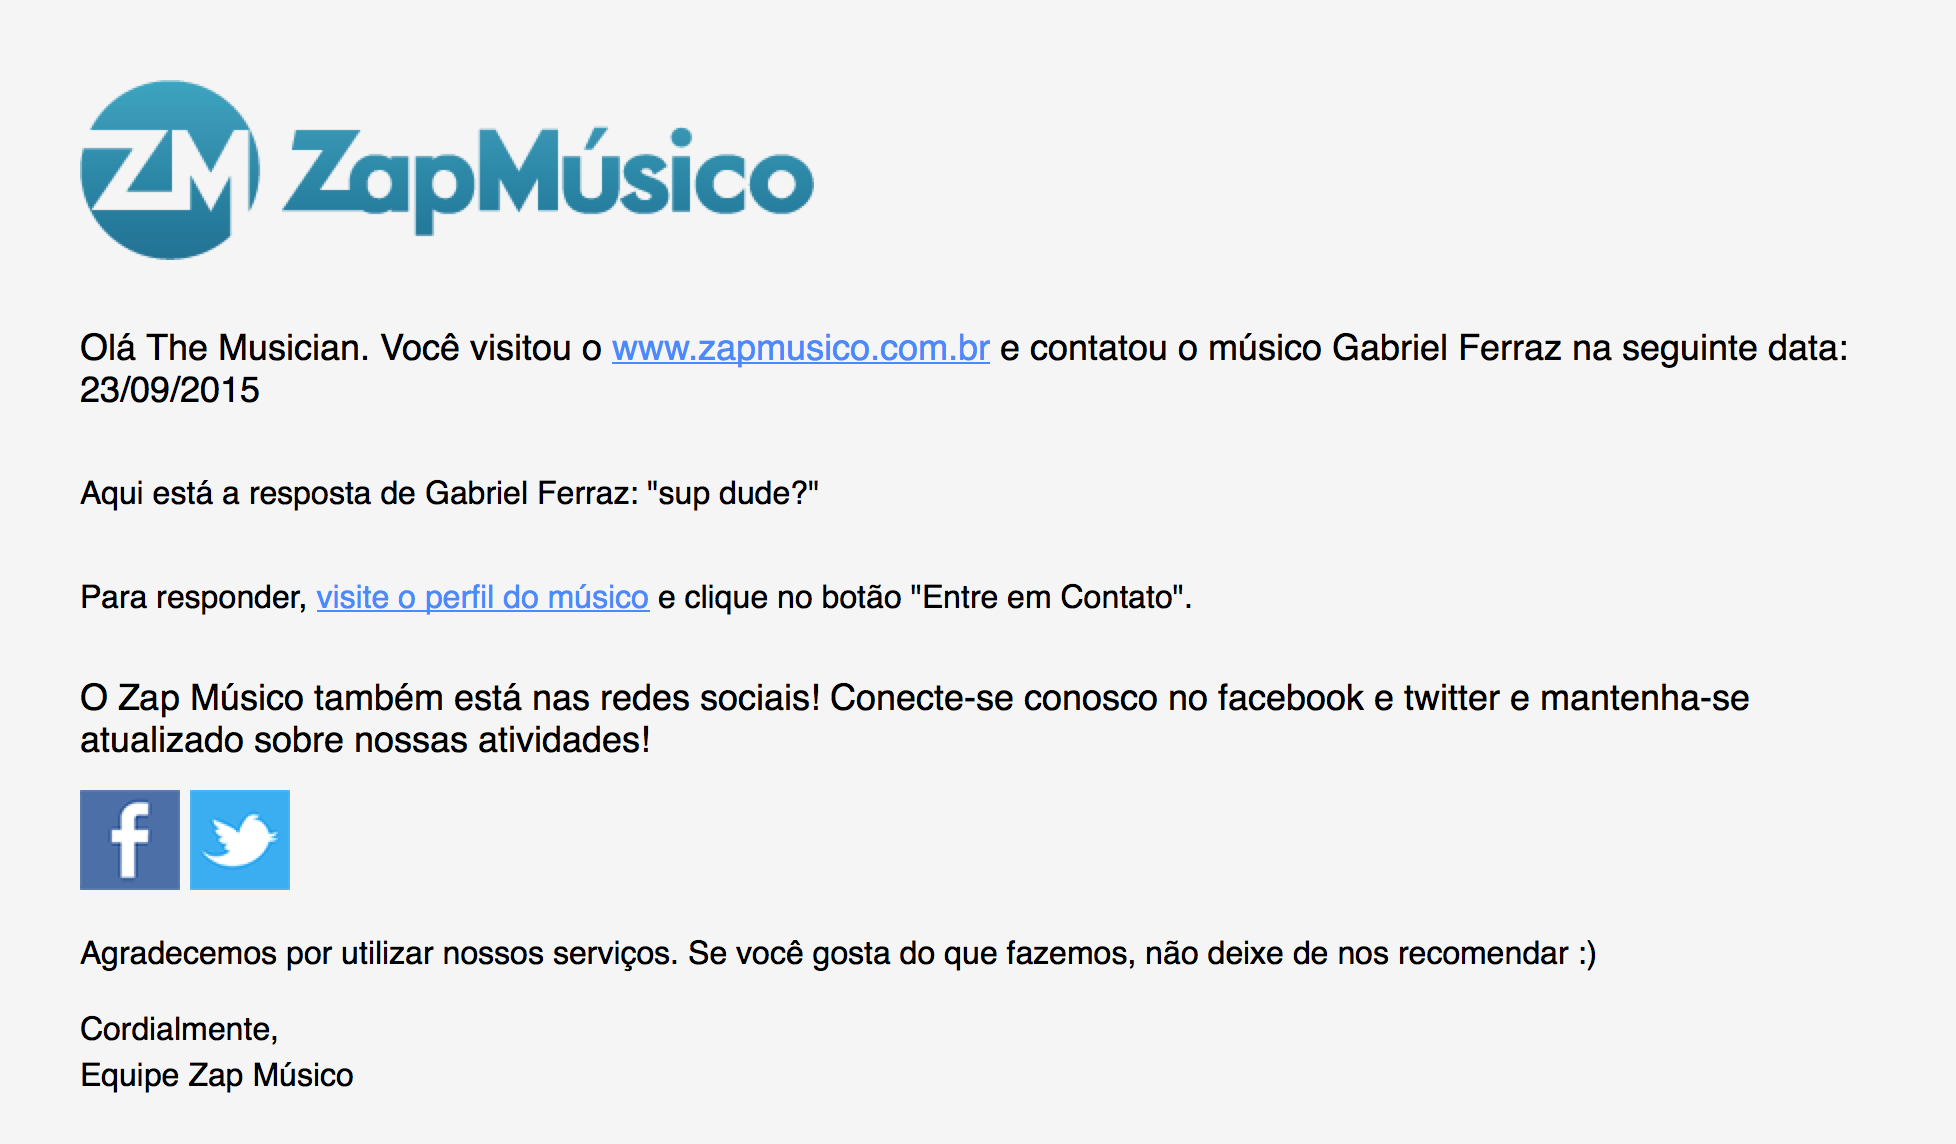 ZM ZapMúsico
Olá The Musician. Você visitou o www.zapmusico.com.br e contatou o músico Gabriel Ferraz na seguinte data:
23/09/2015
Aqui está a resposta de Gabriel Ferraz: "sup dude?"
Para responder, visite o perfil do músico e clique no botão "Entre em Contato".
O Zap Músico também está nas redes sociais! Conecte-se conosco no facebook e twitter e mantenha-se
atualizado sobre nossas atividades!
f
Agradecemos por utilizar nossos serviços. Se você gosta do que fazemos, não deixe de nos recomendar :)
Cordialmente,
Equipe Zap Músico